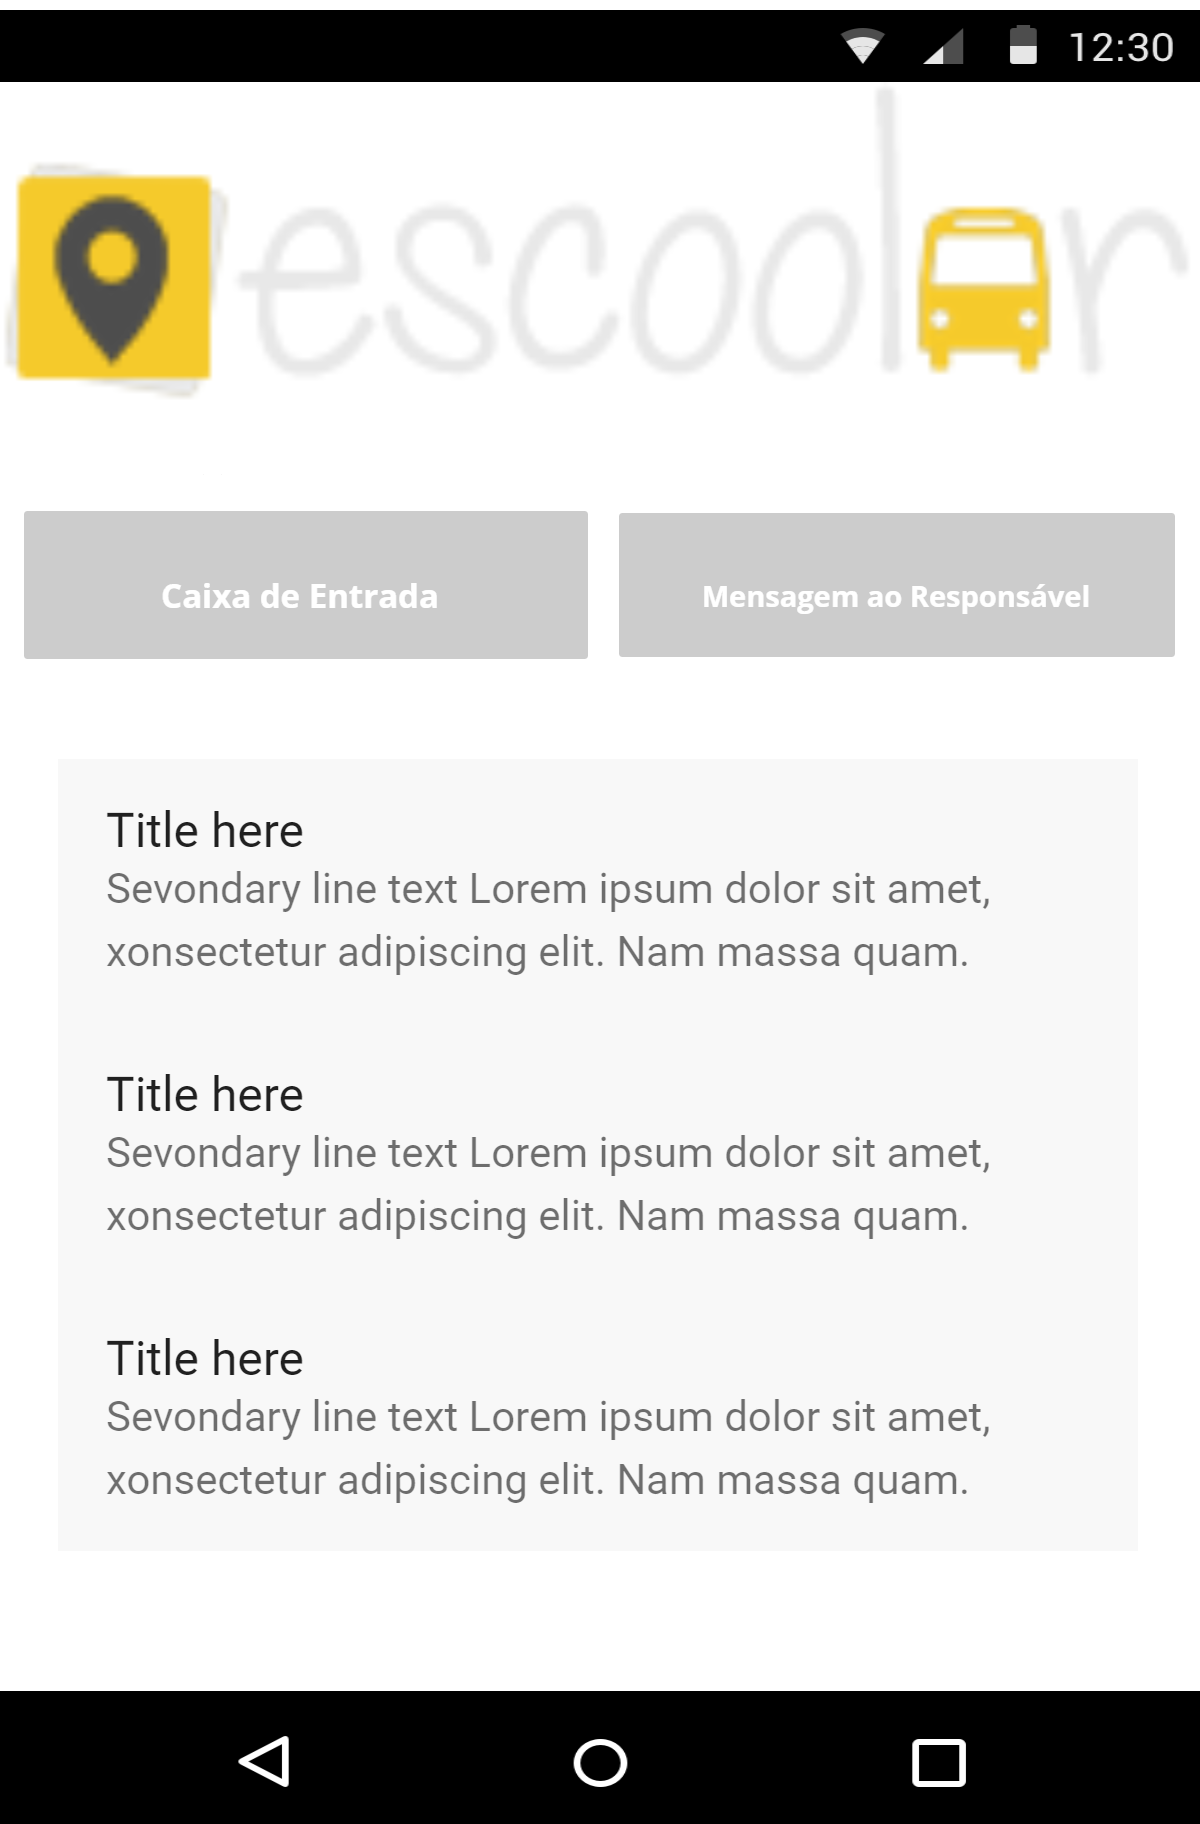 12:30
escoolar
Caixa de Entrada
Mensagem ao Responsável
Title here
Sevondary line text Lorem ipsum dolor sit amet,
xonsectetur adipiscing elit. Nam massa quam.
Title here
Sevondary line text Lorem ipsum dolor sit amet,
xonsectetur adipiscing elit. Nam massa quam.
Title here
Sevondary line text Lorem ipsum dolor sit amet,
xonsectetur adipiscing elit. Nam massa quam.